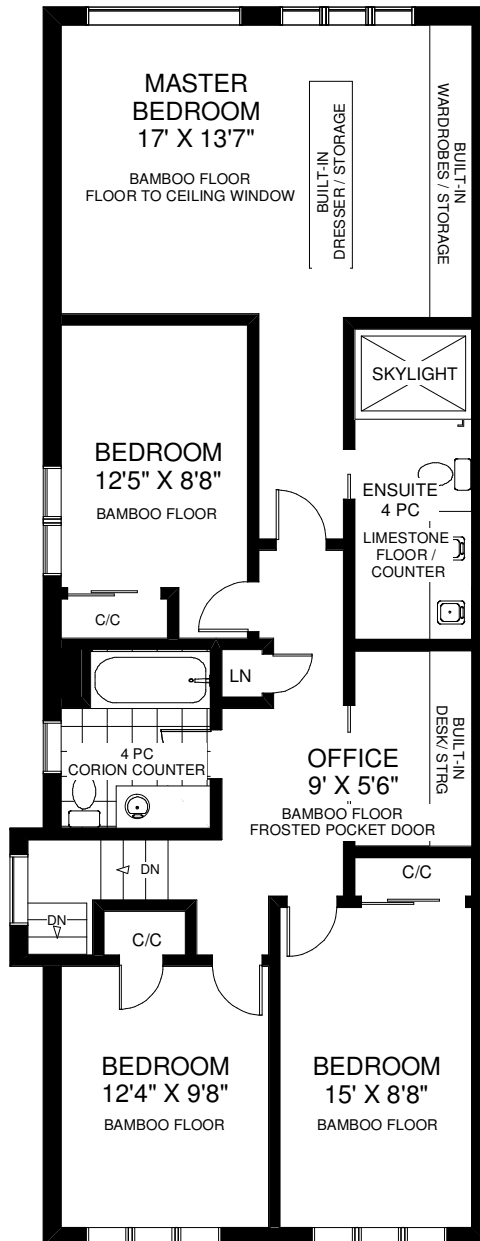 MASTER
BEDROOM
17' X 13'7"
BAMBOO FLOOR
FLOOR TO CEILING WINDOW
BUILT-IN
DRESSER / STORAGE
BUILT-IN
WARDROBES / STORAGE
SKYLIGHT
BEDROOM
12'5" X 8'8"
BAMBOO FLOOR
C/C
ENSUITE
4 PC
LIMESTONE
FLOOR /
COUNTER
LN
4 PC
CORION COUNTER
OFFICE
9' X 5'6"
BAMBOO FLOOR
FROSTED POCKET DOOR
BUILT-IN
DESK/ STRG
DN
DN
C/C
C/C
BEDROOM
12'4" X 9'8"
BAMBOO FLOOR
BEDROOM
15' X 8'8"
BAMBOO FLOOR